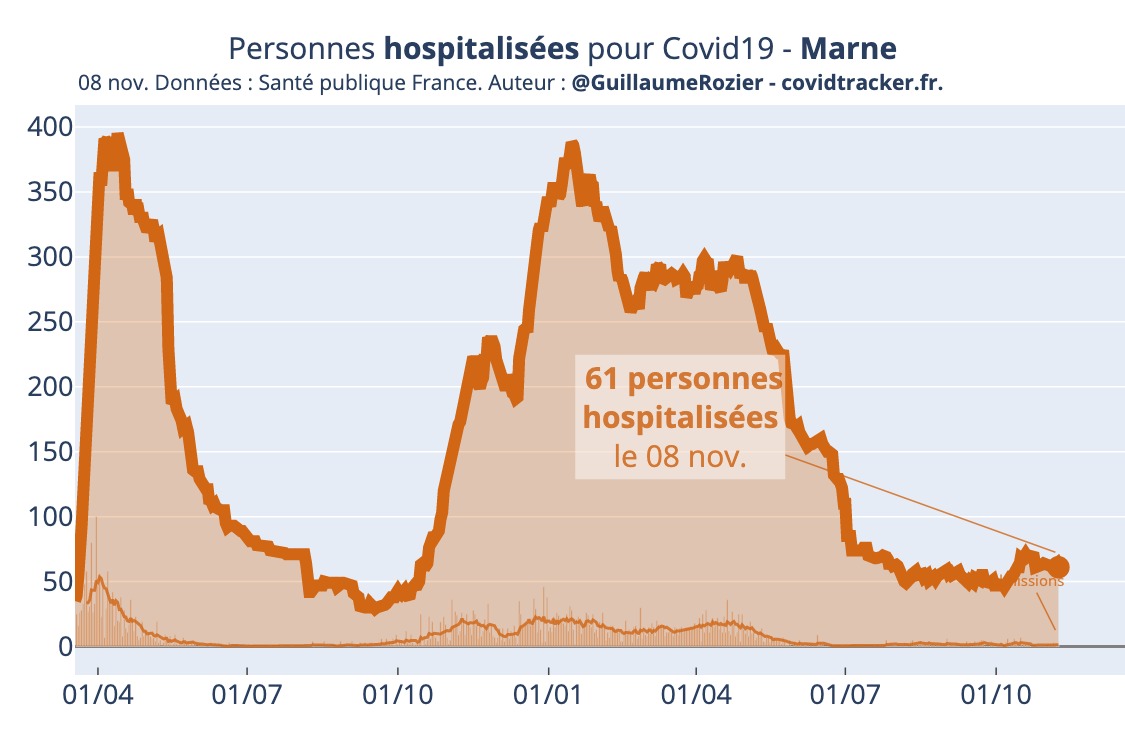 Personnes hospitalisées pour Covid19 - Marne
08 nov. Données : Santé publique France. Auteur : @GuillaumeRozier - covidtracker.fr.
400
350
300
250
200
150
100
50
0
61 personnes
hospitalisées
le 08 nov.
01/04 01/07 01/10 01/01 01/04 01/07 01/10